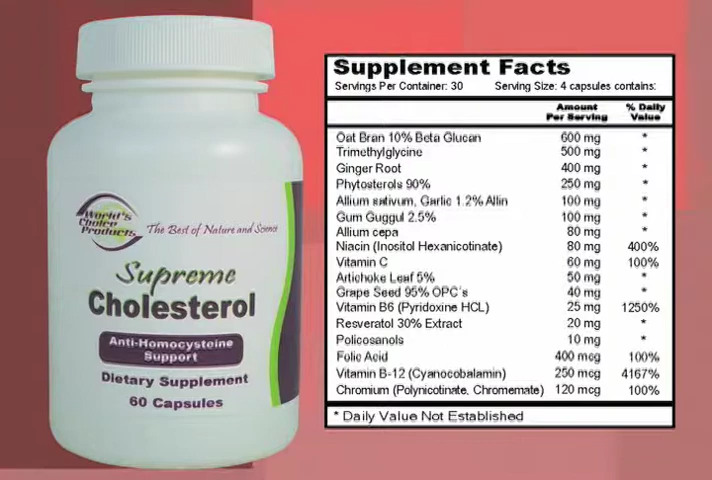 World's
Choice
Products
The Best of Nature and Science
Supreme
Cholesterol
Anti-Homocysteine
Support
Dietary Supplement
60 Capsules
Supplement Facts
Servings Per Container: 30 Serving Size: 4 capsules contains:
Amount Per Serving % Daily Value
Oat Bran 10% Beta Glucan 600 mg *
Trimethylglycine 500 mg *
Ginger Root 400 mg *
Phytosterols 90% 250 mg *
Allium sativum, Garlic 1.2% Allin 100 mg *
Gum Guggul 2.5% 100 mg *
Allium cepa 80 mg *
Niacin (Inositol Hexanicotinate) 80 mg 400%
Vitamin C 60 mg 100%
Artichoke Leaf 5% 50 mg *
Grape Seed 95% OPC's 40 mg *
Vitamin B6 (Pyridoxine HCL) 25 mg 1250%
Resveratol 30% Extract 20 mg *
Policosanols 10 mg *
Folic Acid 400 mcg 100%
Vitamin B-12 (Cyanocobalamin) 250 mcg 4167%
Chromium (Polynicotinate, Chromemate) 120 mcg 100%
* Daily Value Not Established